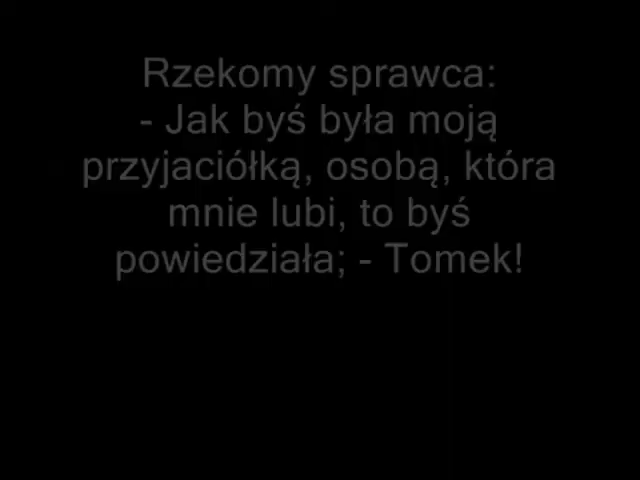 Rzekomy sprawca:
- Jak byś była moją
przyjaciółką, osobą, która
mnie lubi, to byś
powiedziała; - Tomek!